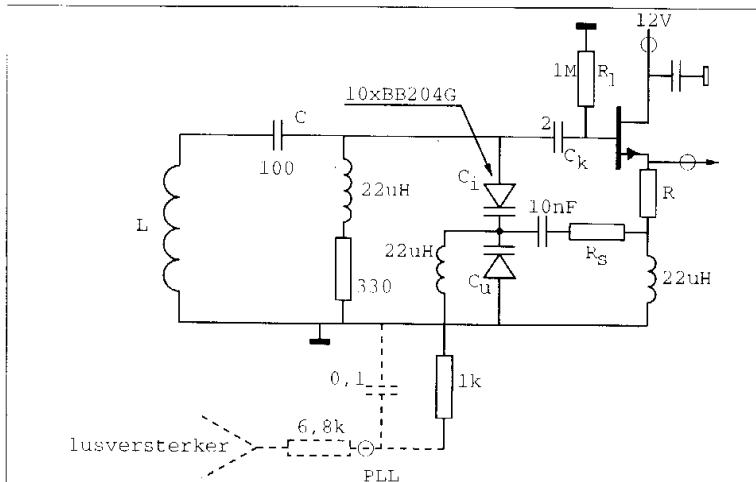 12V
1M
R1
10xBB204G
C
2
Ck
100
22uH
Ci
10nF
R
L
22uH
Rs
330
Cu
22uH
0,1
1k
6,8k
lusversterker
PLL